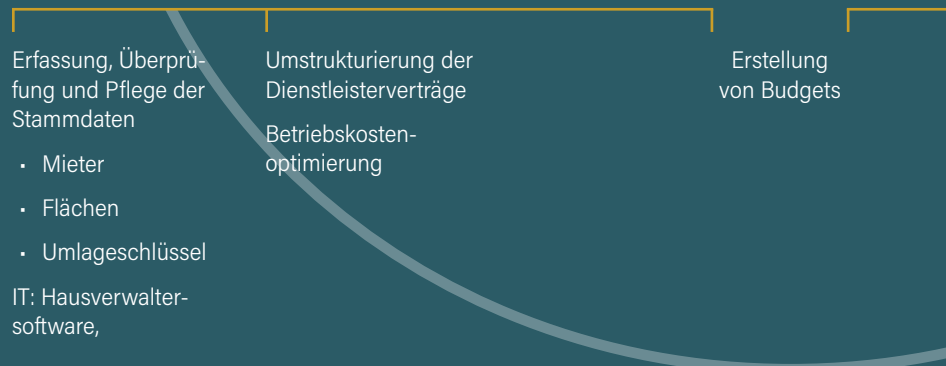 Erfassung, Überprü-
fung und Pflege der
Stammdaten
· Mieter
· Flächen
· Umlageschlüssel
IT: Hausverwalter-
software,
Umstrukturierung der
Dienstleisterverträge
Betriebskosten-
optimierung
Erstellung
von Budgets